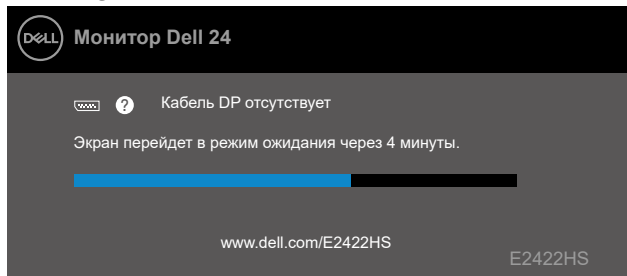 DELL Монитор Dell 24
? Кабель DP отсутствует
Экран перейдет в режим ожидания через 4 минуты.
www.dell.com/E2422HS
E2422HS